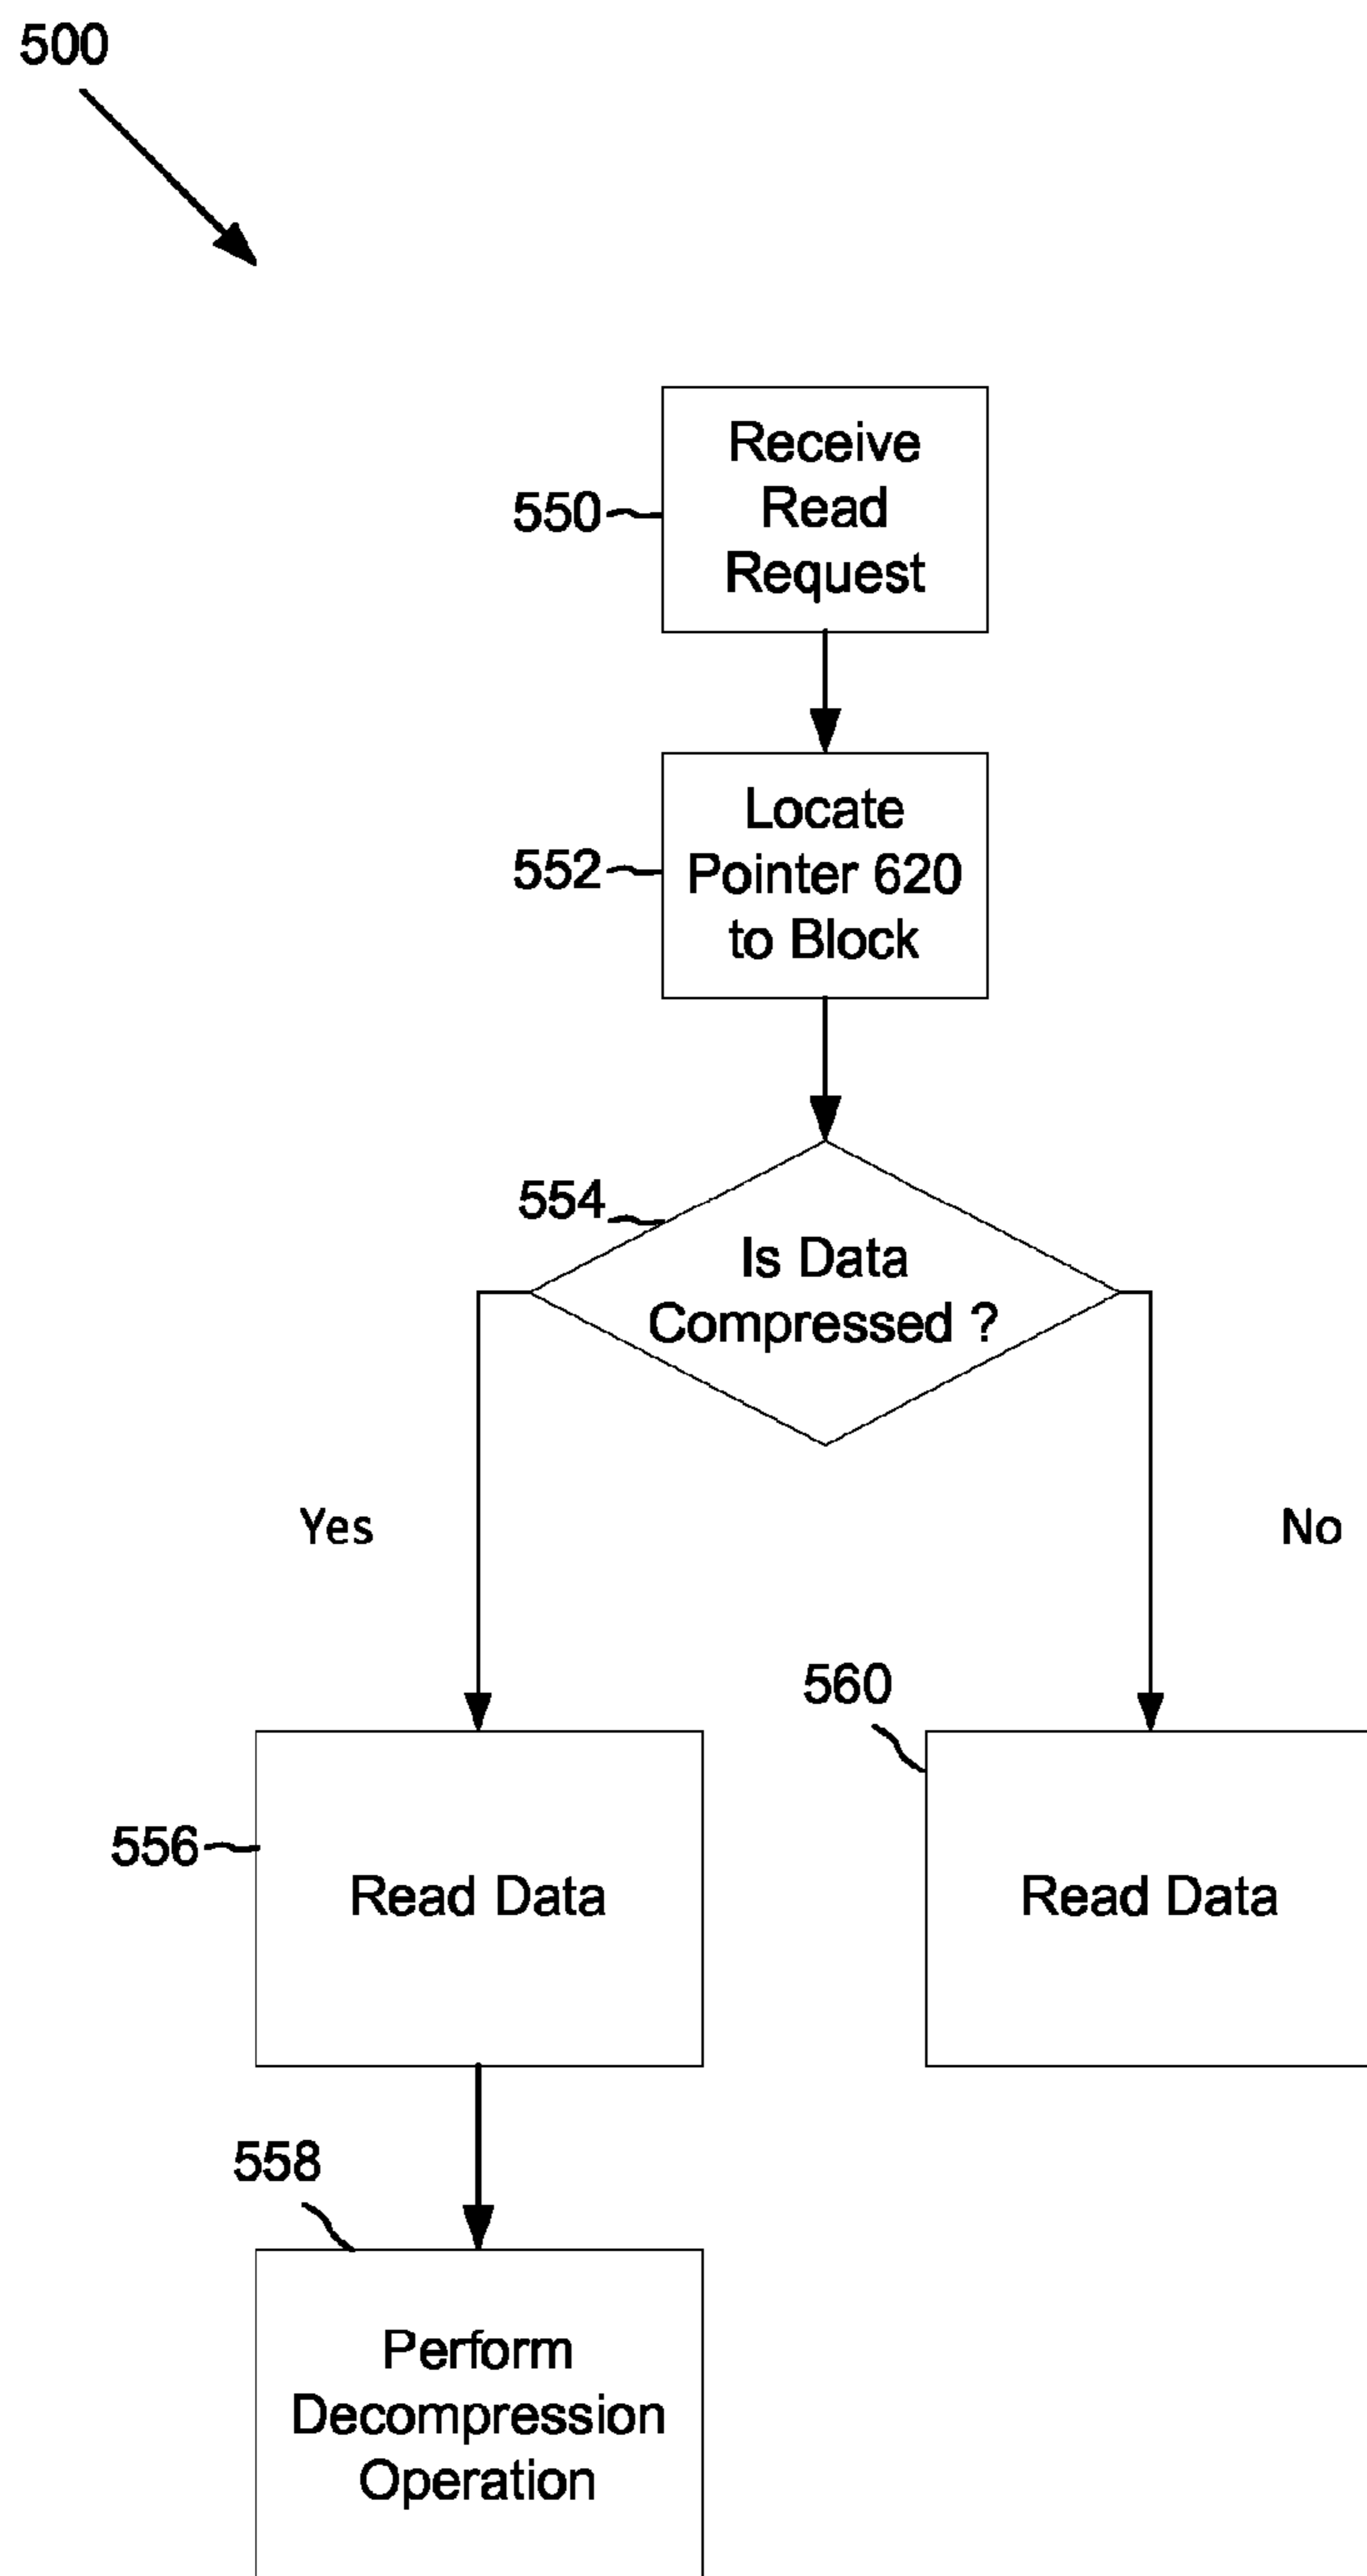 500
Receive
550
Read
Request
Locate
552
Pointer 620
to Block
554
Is Data
Compressed ?
Yes
No
560
556
Read Data
Read Data
558
Perform
Decompression
Operation